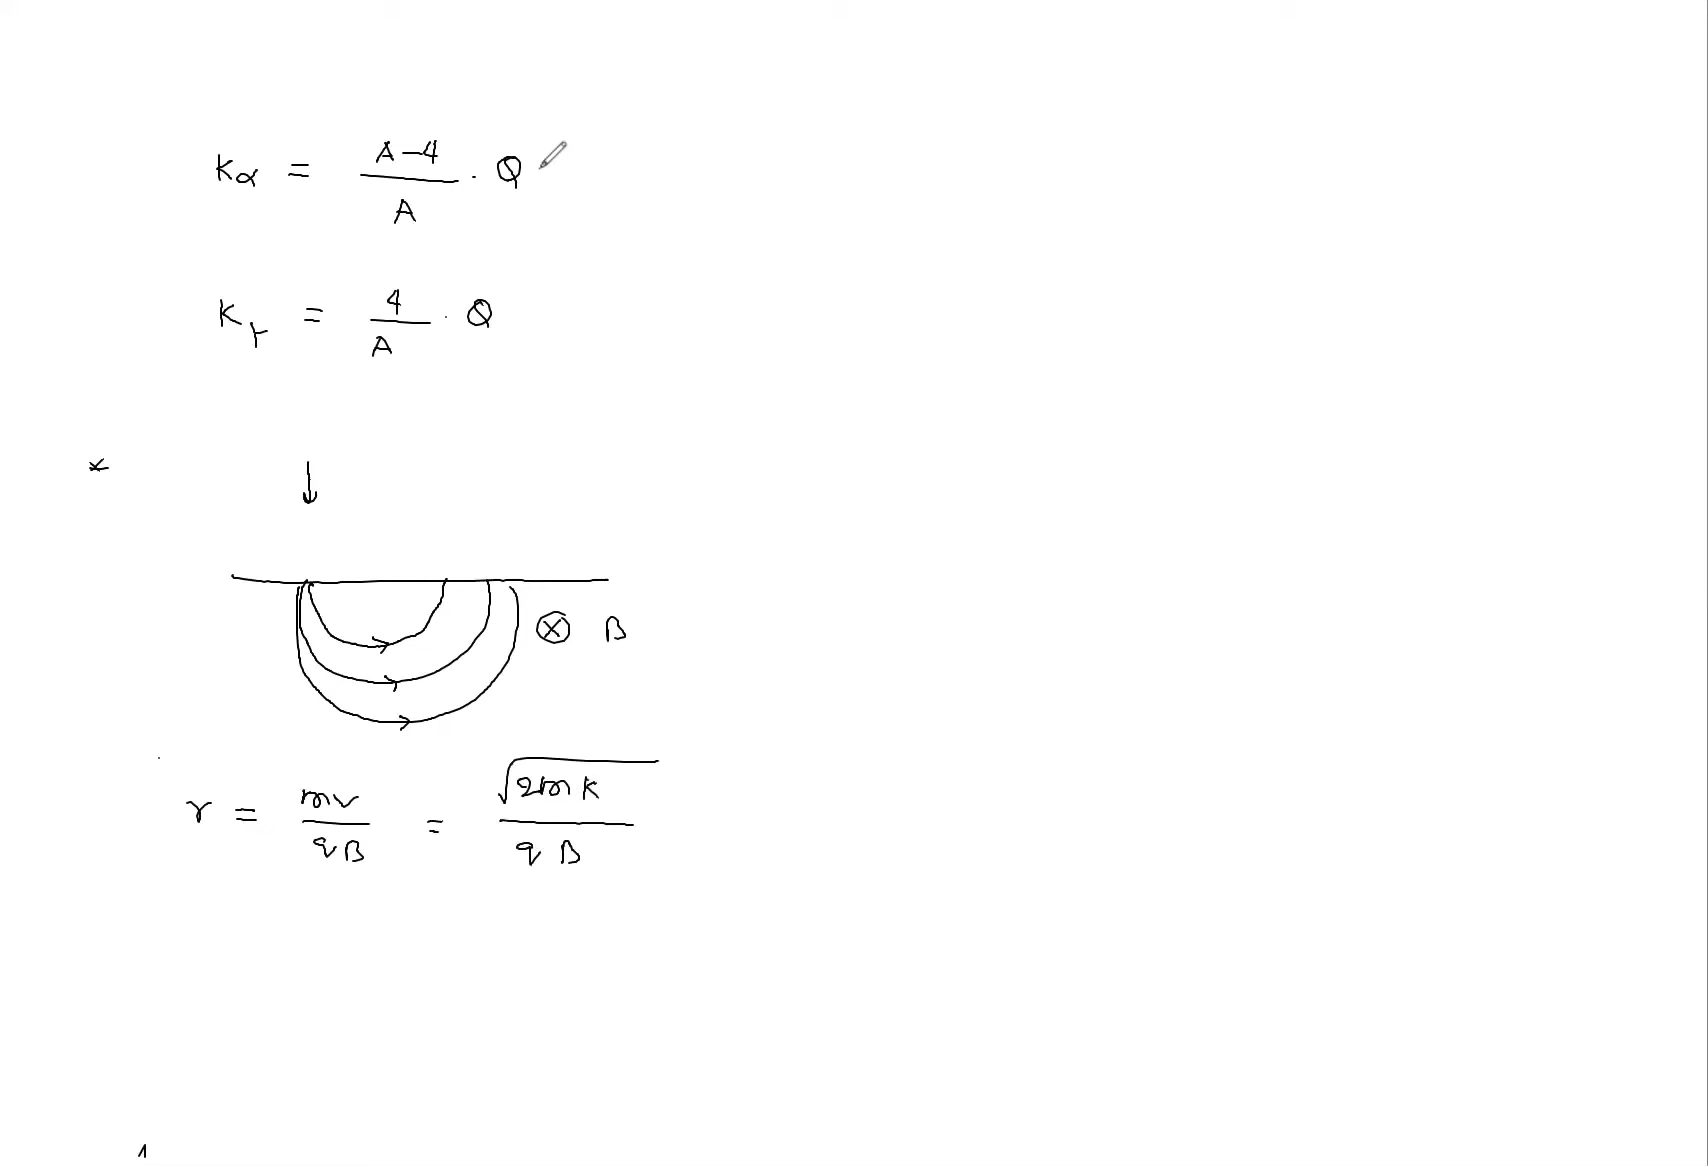 Kα = A-4/A . Q
Kγ = 4/A . Q
*
⊗ B
r = mv/qB = √2mK/qB